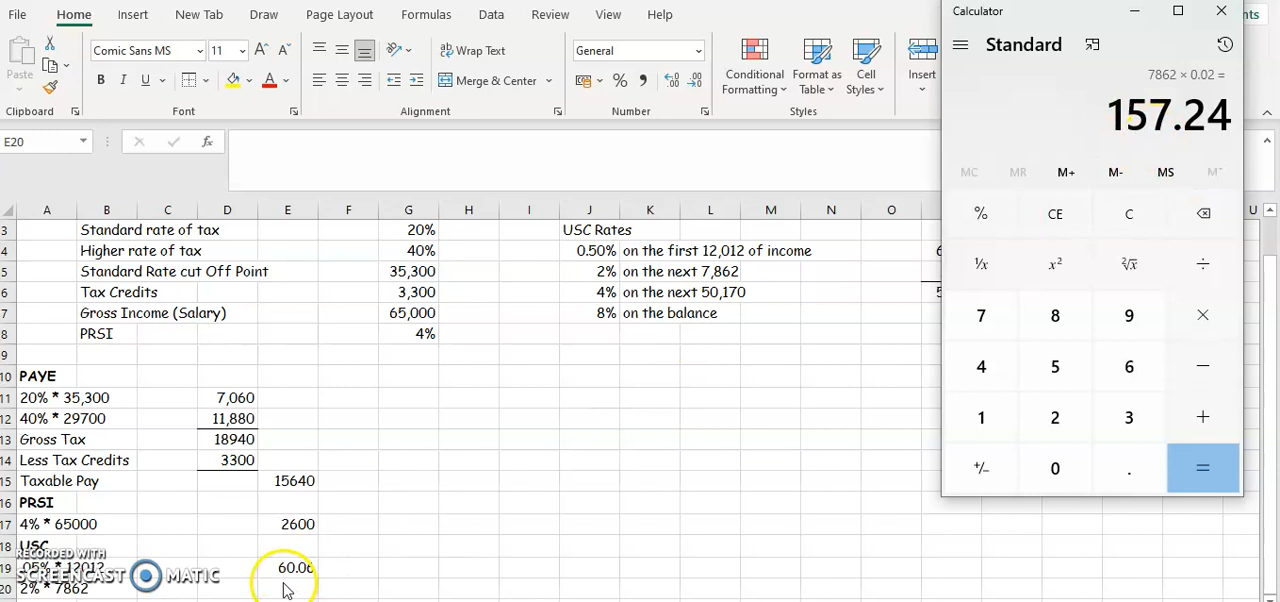 File Home Insert New Tab Draw Page Layout Formulas Data Review View Help
Calculator
Standard
7862 × 0.02 =
157.24
MC MR M+ M- MS M˅
% CE C
¹/x x² ²√x ÷
7 8 9 ×
4 5 6 −
1 2 3 +
+/− 0 . =
Paste
Comic Sans MS 11
B I U
Wrap Text
Merge & Center
General
% ,
Conditional Formatting
Format as Table
Cell Styles
Insert
Clipboard Font Alignment Number Styles
E20 fx
A B C D E F G H I J K L M N O U
3 Standard rate of tax 20% USC Rates
4 Higher rate of tax 40% 0.50% on the first 12,012 of income 6
5 Standard Rate cut Off Point 35,300 2% on the next 7,862
6 Tax Credits 3,300 4% on the next 50,170 5
7 Gross Income (Salary) 65,000 8% on the balance
8 PRSI 4%
9
10 PAYE
11 20% * 35,300 7,060
12 40% * 29700 11,880
13 Gross Tax 18940
14 Less Tax Credits 3300
15 Taxable Pay 15640
16 PRSI
17 4% * 65000 2600
18 USC
19 .05% * 12012 60.06
20 2% * 7862
RECORDED WITH
SCREENCAST MATIC